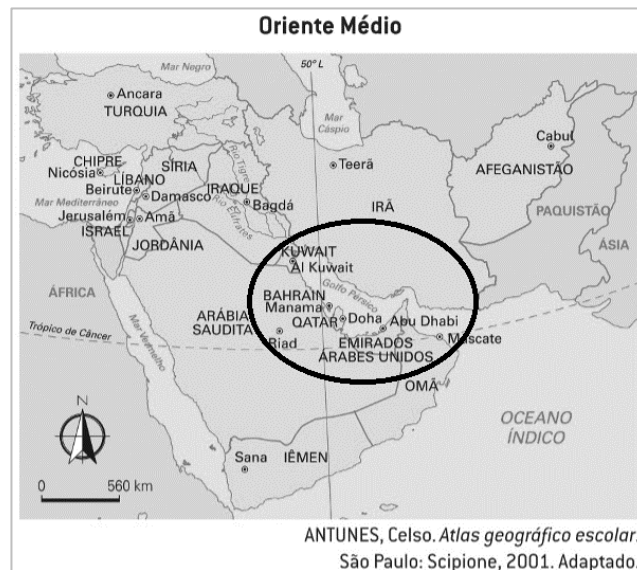 Oriente Médio
Mar Negro
50° L
Ancara
TURQUIA
Mar
Cáspio
Cabul
AFEGANISTÃO
CHIPRE
Nicósia
SÍRIA
LÍBANO
Beirute
Damasco
Mar Mediterrâneo
Rio Tigre
Teerã
IRAQUE
Bagdá
Rio Eufrates
IRÃ
PAQUISTÃO
ÁSIA
Jerusalém
Amã
ISRAEL
JORDÂNIA
KUWAIT
Al Kuwait
Golfo Pérsico
ÁFRICA
BAHRAIN
Manama
ARÁBIA
SAUDITA
QATAR
Doha
Abu Dhabi
Trópico de Câncer
Mar Vermelho
Riad
EMIRADOS
ÁRABES UNIDOS
Mascate
OMÃ
N
OCEANO
ÍNDICO
Sana
IÊMEN
0
560 km
ANTUNES, Celso. Atlas geográfico escolar.
São Paulo: Scipione, 2001. Adaptado.